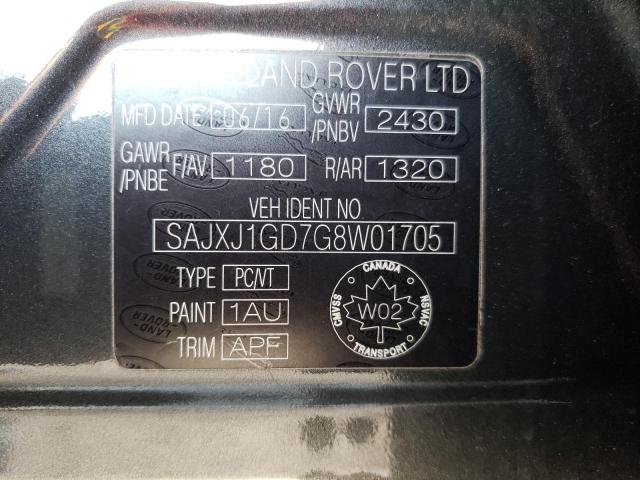 LAND ROVER LTD
MFD DATE 06/16 GVWR /PNBV 2430
GAWR /PNBE F/AV 1180 R/AR 1320
VEH IDENT NO
SAJXJ1GD7G8W01705
TYPE PC/VT
PAINT 1AU
TRIM APF
CANADA
CMVSS W02 NSVAC
TRANSPORT